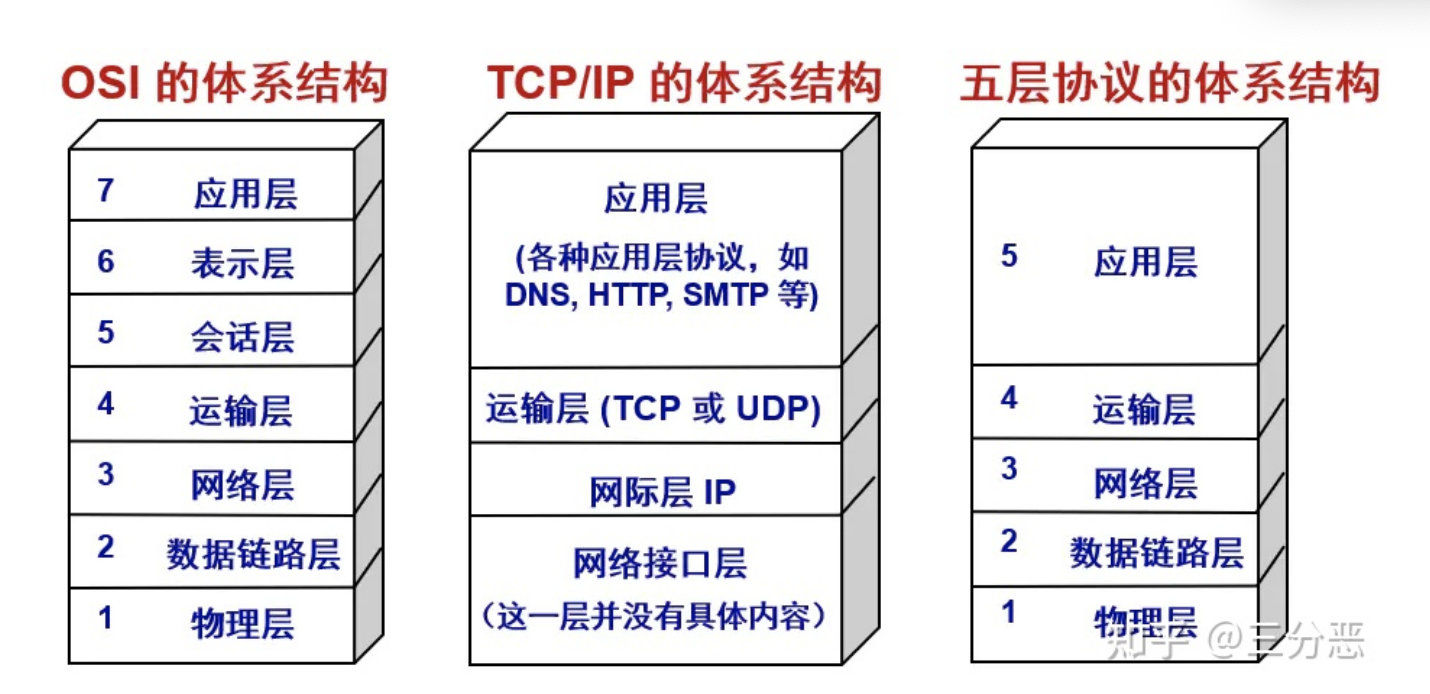 OSI 的体系结构
7 应用层
6 表示层
5 会话层
4 运输层
3 网络层
2 数据链路层
1 物理层
TCP/IP 的体系结构
应用层
(各种应用层协议，如
DNS, HTTP, SMTP 等)
运输层 (TCP 或 UDP)
网际层 IP
网络接口层
（这一层并没有具体内容）
五层协议的体系结构
5 应用层
4 运输层
3 网络层
2 数据链路层
1 物理层
知乎 @三分恶